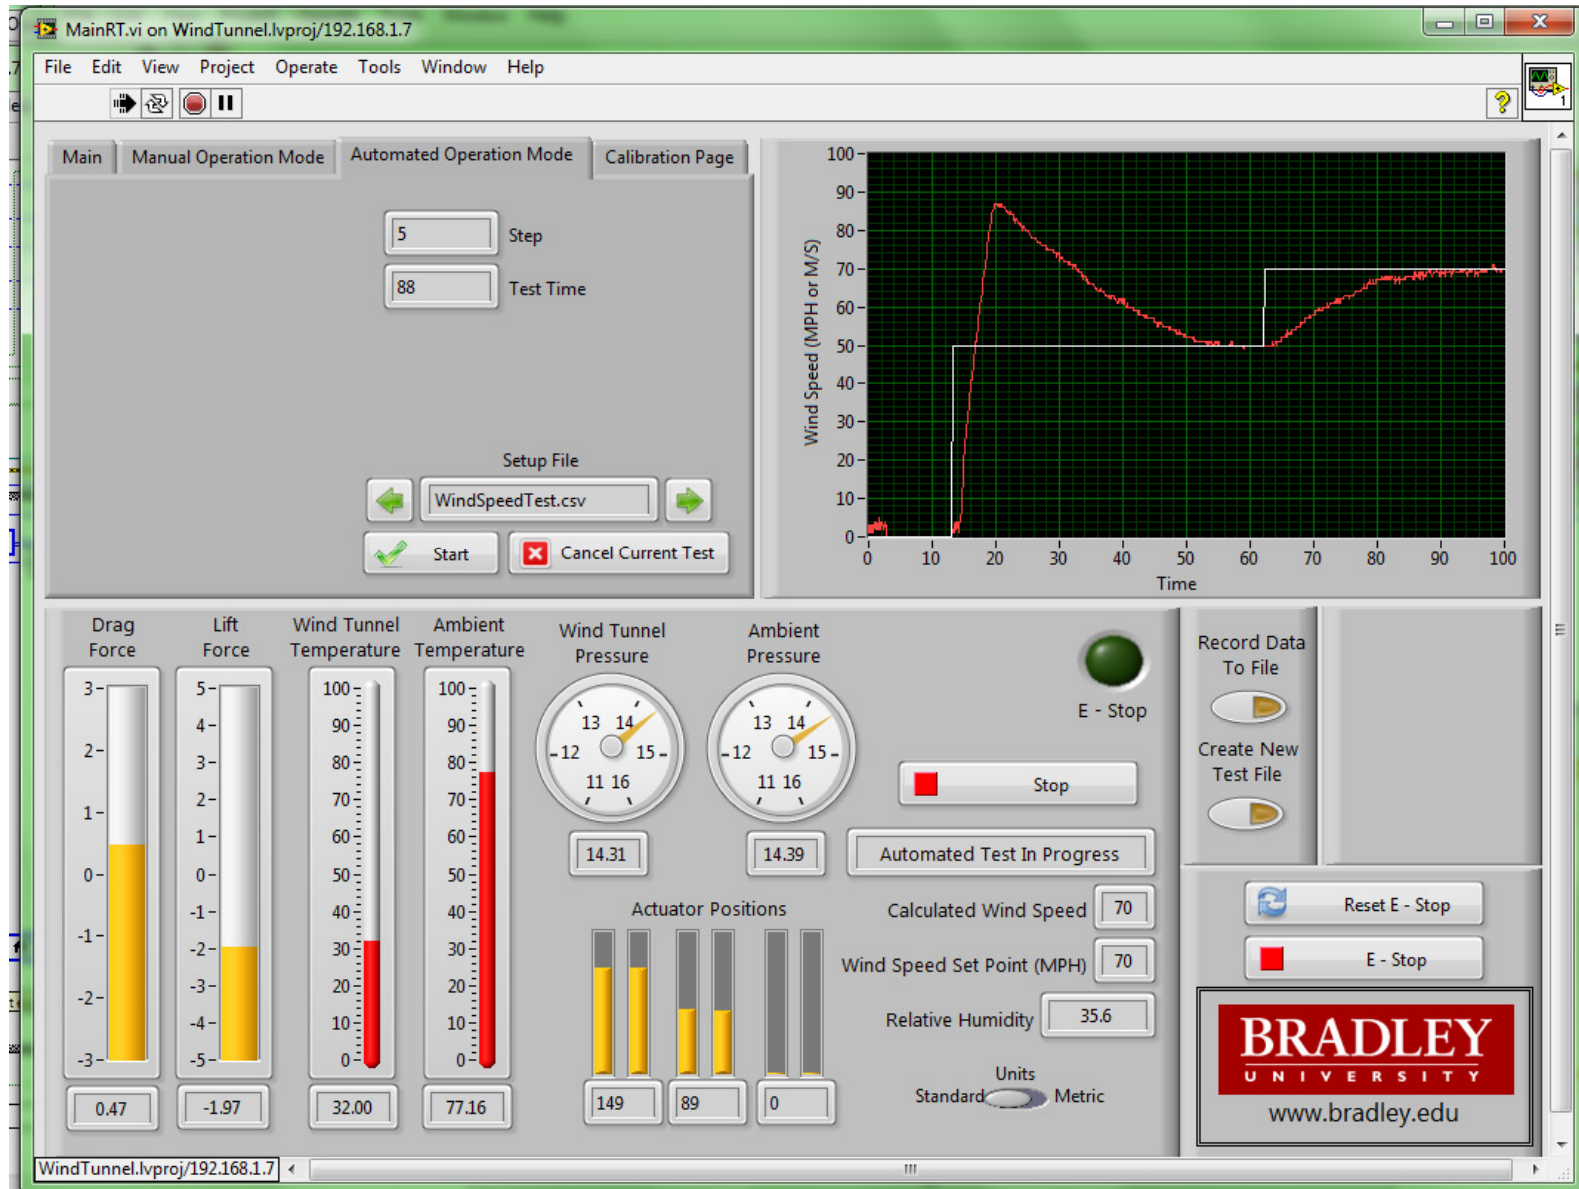 MainRT.vi on WindTunnel.lvproj/192.168.1.7
File Edit View Project Operate Tools Window Help
1
Main Manual Operation Mode Automated Operation Mode Calibration Page
5 Step
88 Test Time
Setup File
WindSpeedTest.csv
Start Cancel Current Test
Wind Speed (MPH or M/S)
100
90
80
70
60
50
40
30
20
10
0
0 10 20 30 40 50 60 70 80 90 100
Time
Drag Force
3
2
1
0
-1
-2
-3
0.47
Lift Force
5
4
3
2
1
0
-1
-2
-3
-4
-5
-1.97
Wind Tunnel Temperature
100
90
80
70
60
50
40
30
20
10
0
32.00
Ambient Temperature
100
90
80
70
60
50
40
30
20
10
0
77.16
Wind Tunnel Pressure
13 14
12 15
11 16
14.31
Ambient Pressure
13 14
12 15
11 16
14.39
Actuator Positions
149 89 0
E - Stop
Stop
Automated Test In Progress
Calculated Wind Speed 70
Wind Speed Set Point (MPH) 70
Relative Humidity 35.6
Units
Standard Metric
Record Data To File
Create New Test File
Reset E - Stop
E - Stop
BRADLEY
UNIVERSITY
www.bradley.edu
WindTunnel.lvproj/192.168.1.7